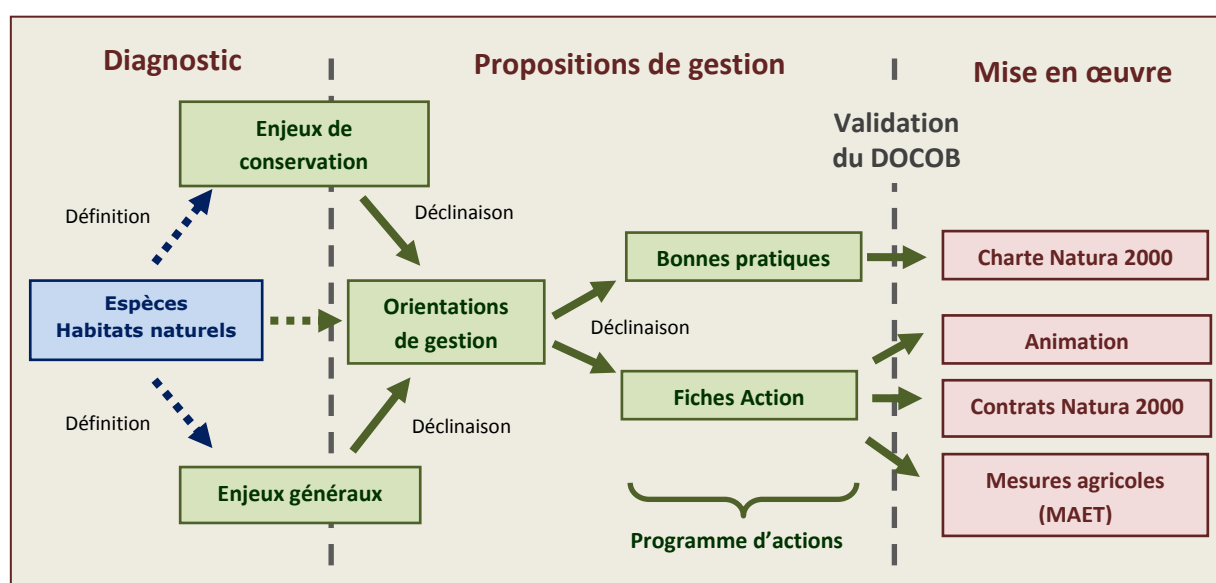 Diagnostic
Propositions de gestion
Mise en œuvre
Enjeux de
conservation
Validation
du DOCOB
Définition
Déclinaison
Bonnes pratiques
Charte Natura 2000
Espèces
Habitats naturels
Orientations
de gestion
Déclinaison
Animation
Fiches Action
Contrats Natura 2000
Définition
Déclinaison
Enjeux généraux
Mesures agricoles
(MAET)
Programme d’actions